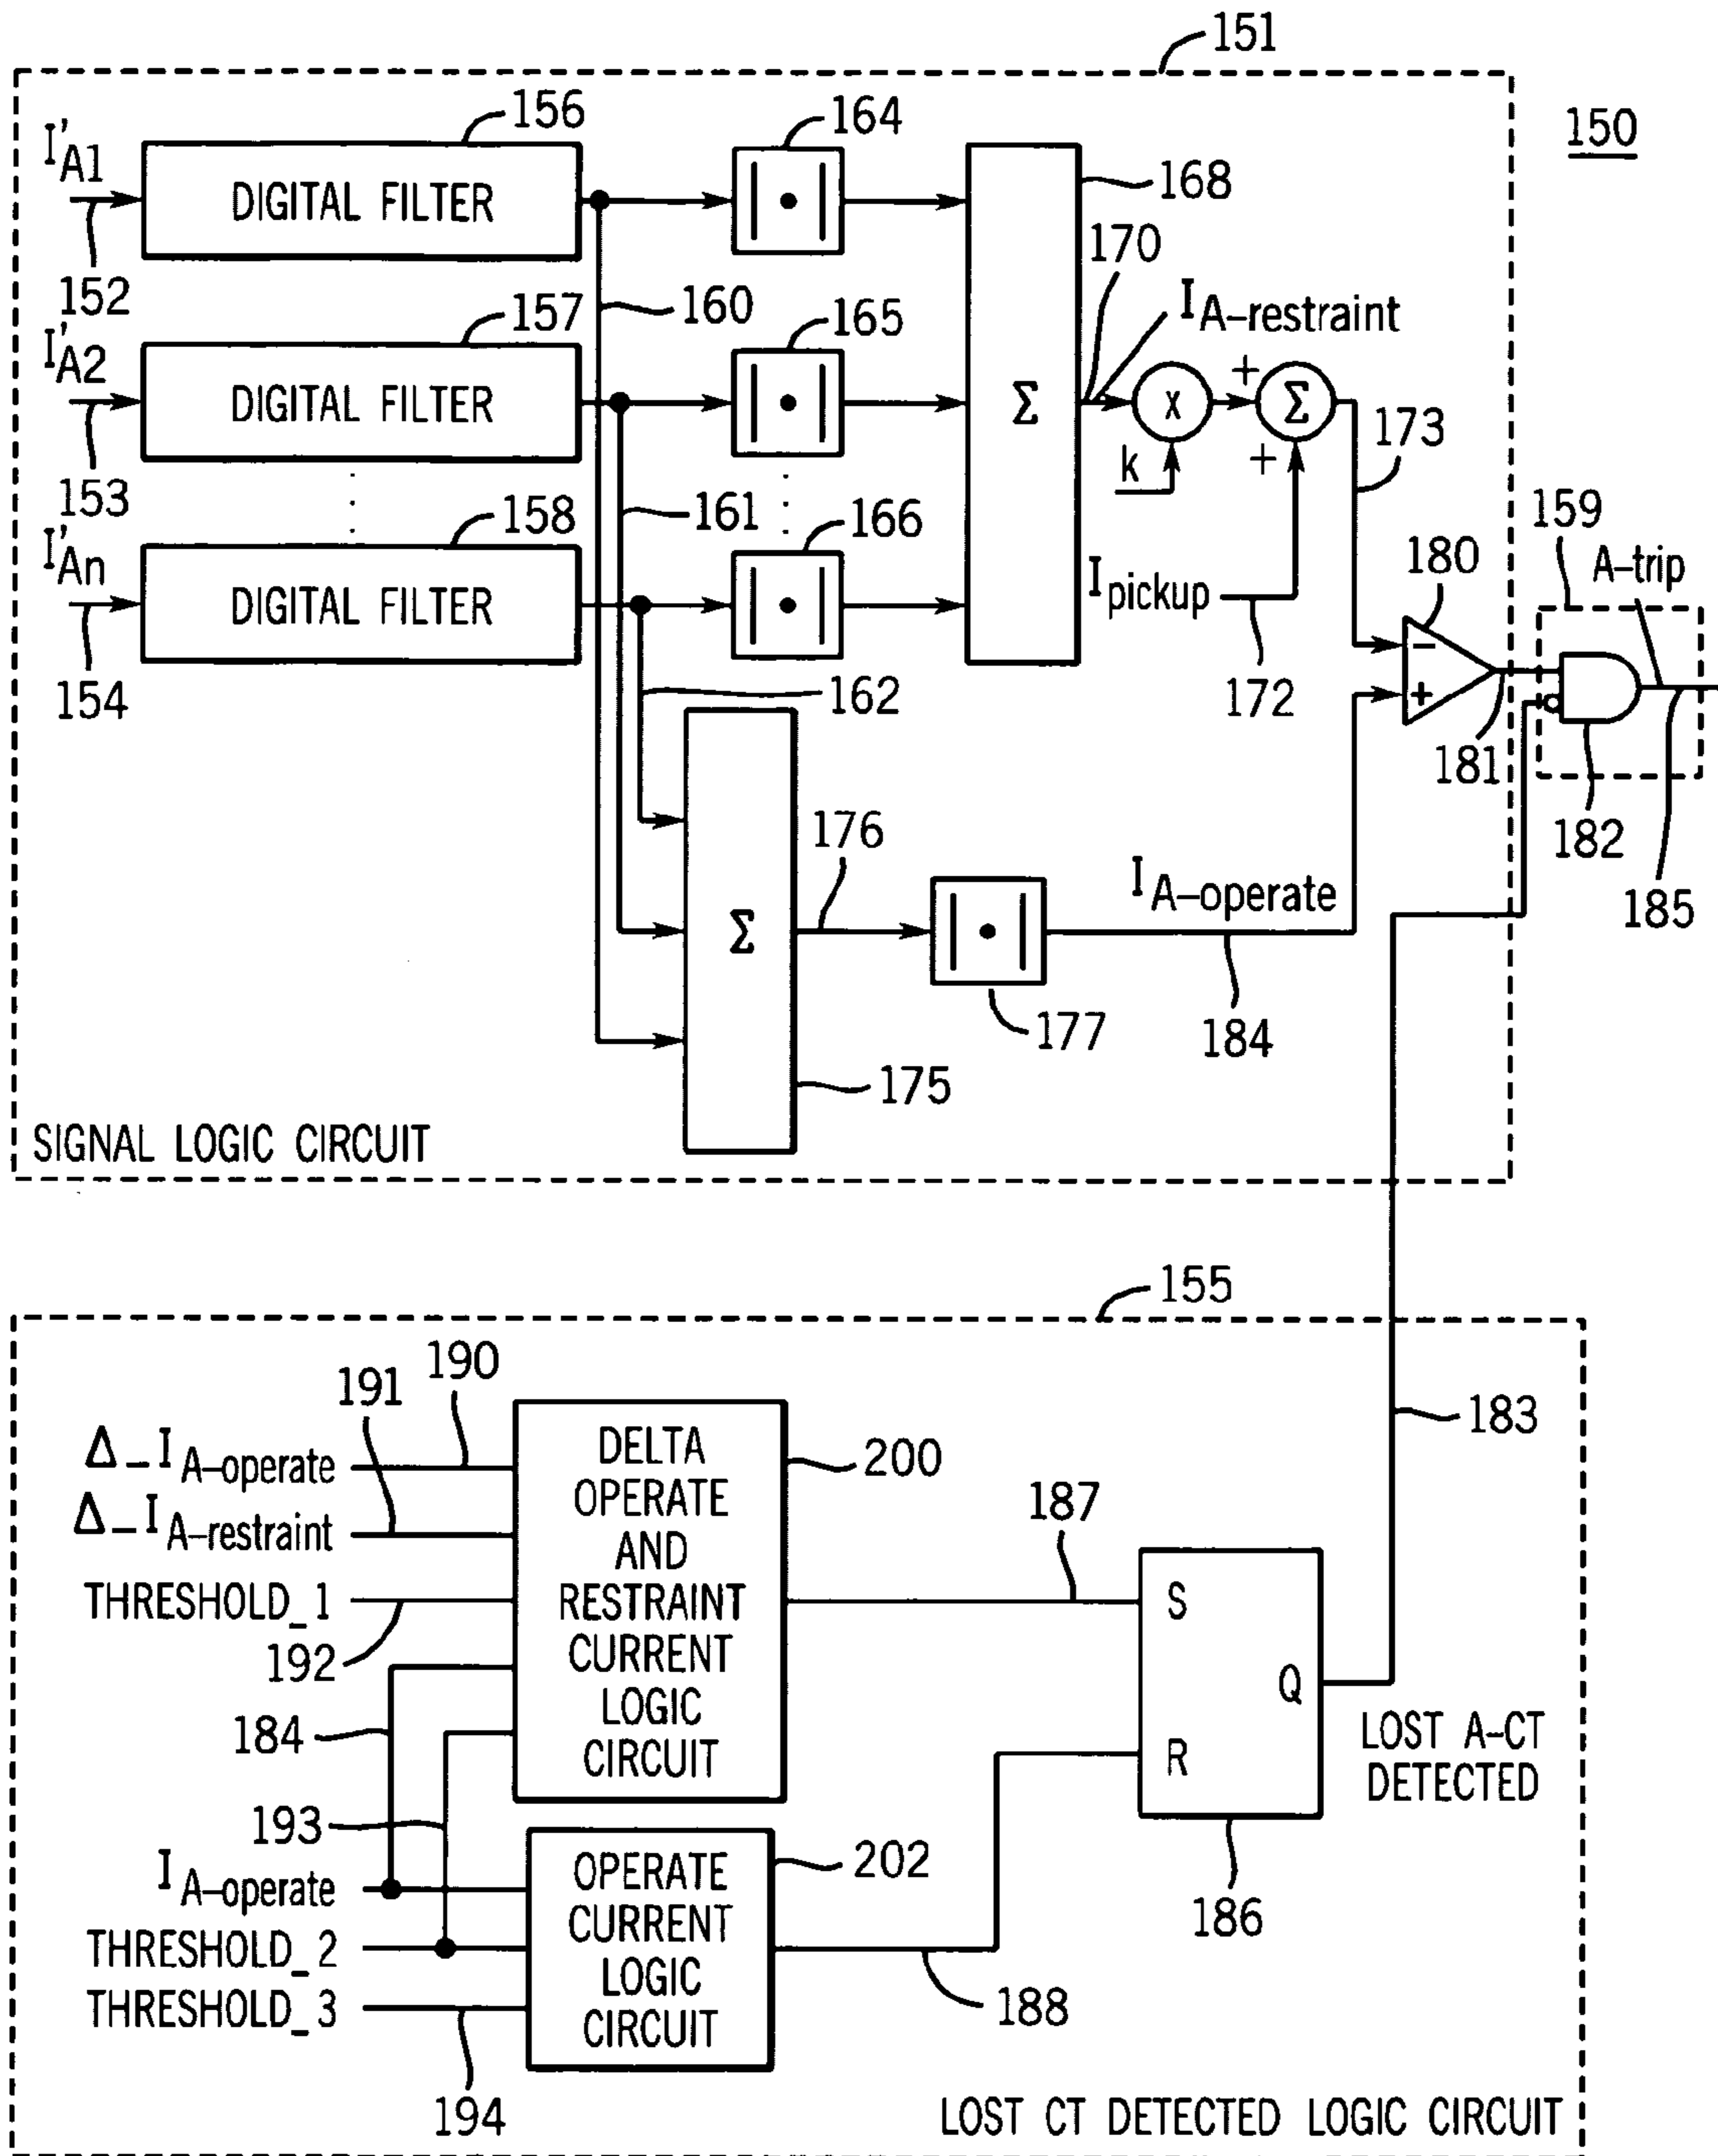 151
150
I'A1
156
DIGITAL FILTER
152
164
| • |
168
170
IA-restraint
160
I'A2
157
DIGITAL FILTER
153
165
| • |
Σ
x
k
+
Σ
+
173
161
I'An
158
DIGITAL FILTER
154
166
| • |
Ipickup
172
162
180
-
+
181
159
A-trip
182
185
176
Σ
175
| • |
177
IA-operate
184
SIGNAL LOGIC CIRCUIT
155
183
190
191
Δ_IA-operate
Δ_IA-restraint
THRESHOLD_1
192
184
193
DELTA
OPERATE
AND
RESTRAINT
CURRENT
LOGIC
CIRCUIT
200
187
S
Q
R
186
LOST A-CT
DETECTED
IA-operate
THRESHOLD_2
THRESHOLD_3
194
OPERATE
CURRENT
LOGIC
CIRCUIT
202
188
LOST CT DETECTED LOGIC CIRCUIT